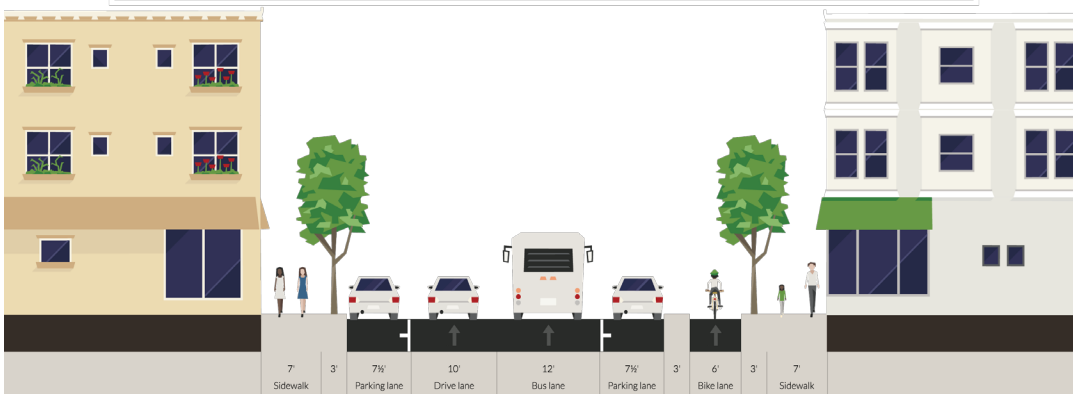 7' 3' 7½' 10' 12' 7½' 3' 6' 3' 7'
Sidewalk Parking lane Drive lane Bus lane Parking lane Bike lane Sidewalk